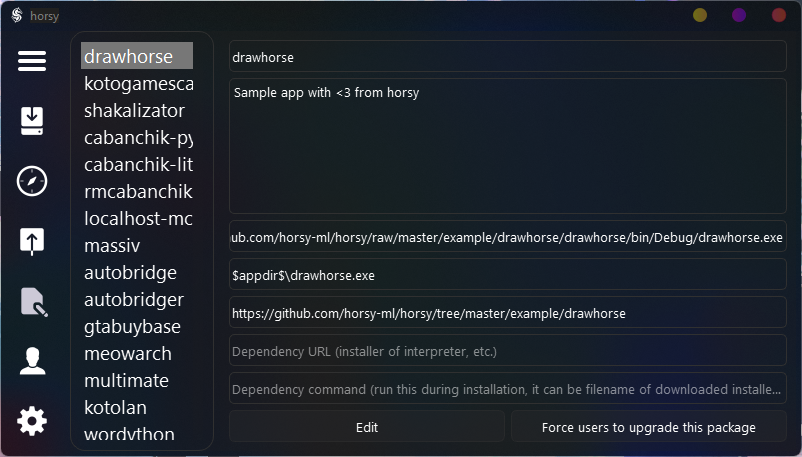 horsy
drawhorse
kotogamesca
shakalizator
cabanchik-py
cabanchik-lit
rmcabanchik
localhost-mc
massiv
autobridge
autobridger
gtabuybase
meowarch
multimate
kotolan
wordython
drawhorse
Sample app with <3 from horsy
ub.com/horsy-ml/horsy/raw/master/example/drawhorse/drawhorse/bin/Debug/drawhorse.exe
$appdir$\drawhorse.exe
https://github.com/horsy-ml/horsy/tree/master/example/drawhorse
Dependency URL (installer of interpreter, etc.)
Dependency command (run this during installation, it can be filename of downloaded installe...
Edit
Force users to upgrade this package